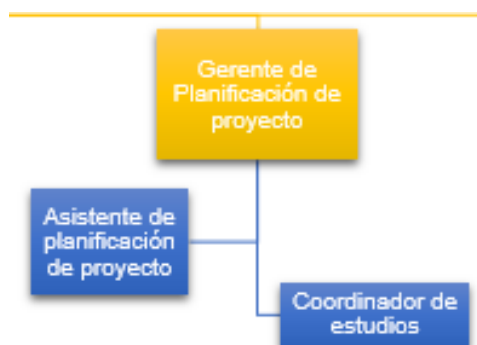 Gerente de
Planificación de
proyecto
Asistente de
planificación
de proyecto
Coordinador de
estudios